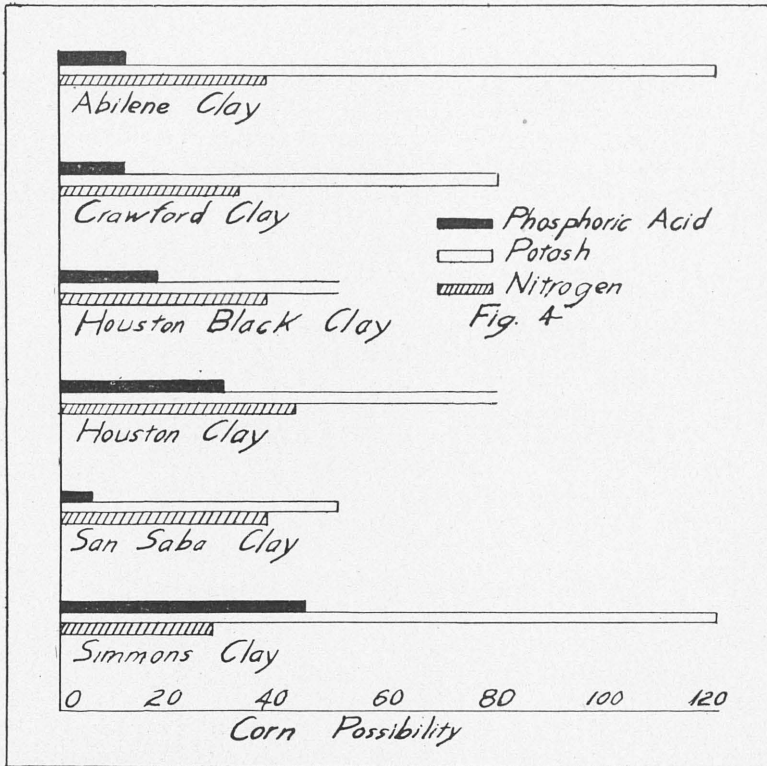 Abilene Clay
Crawford Clay
Phosphoric Acid
Potash
Nitrogen
Fig. 4
Houston Black Clay
Houston Clay
San Saba Clay
Simmons Clay
0 20 40 60 80 100 120
Corn Possibility